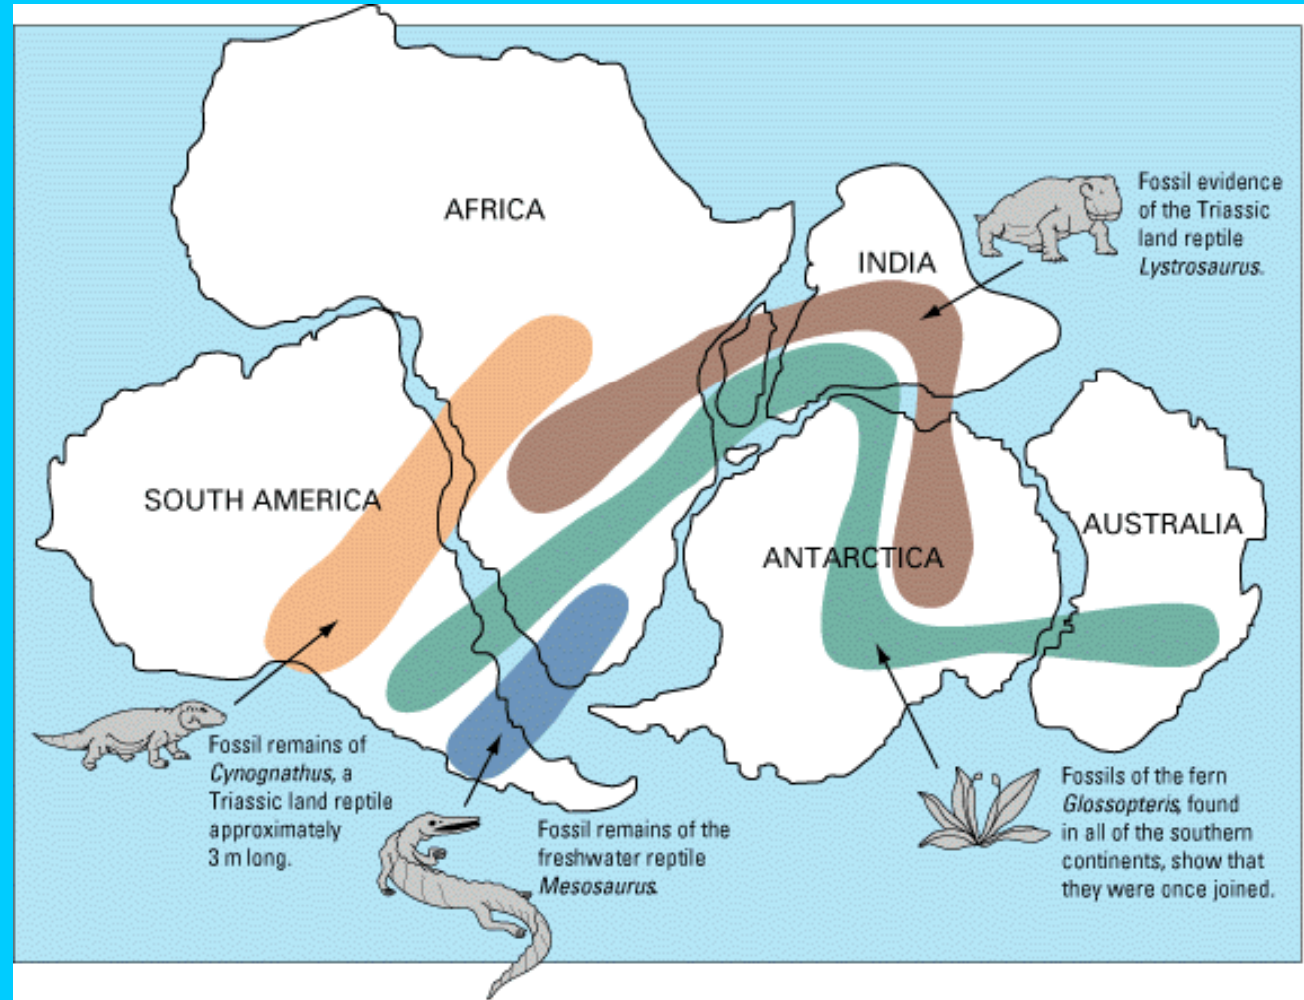 AFRICA
Fossil evidence
of the Triassic
land reptile
Lystrosaurus.
INDIA
SOUTH AMERICA
ANTARCTICA
AUSTRALIA
Fossil remains of
Cynognathus, a
Triassic land reptile
approximately
3 m long.
Fossil remains of the
freshwater reptile
Mesosaurus.
Fossils of the fern
Glossopteris, found
in all of the southern
continents, show that
they were once joined.